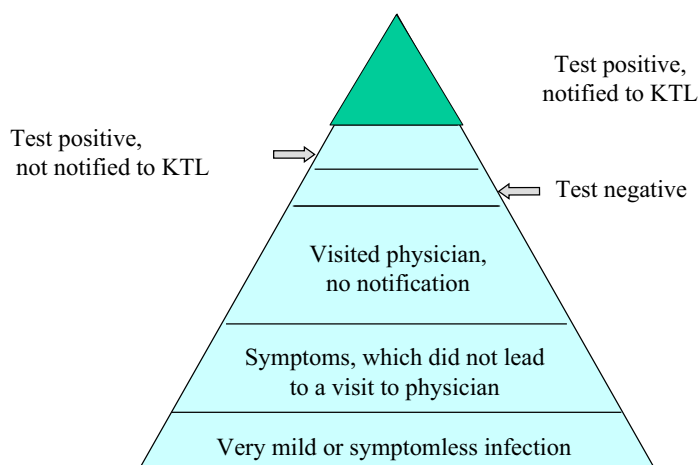 Test positive,
notified to KTL
Test positive,
not notified to KTL
Test negative
Visited physician,
no notification
Symptoms, which did not lead
to a visit to physician
Very mild or symptomless infection